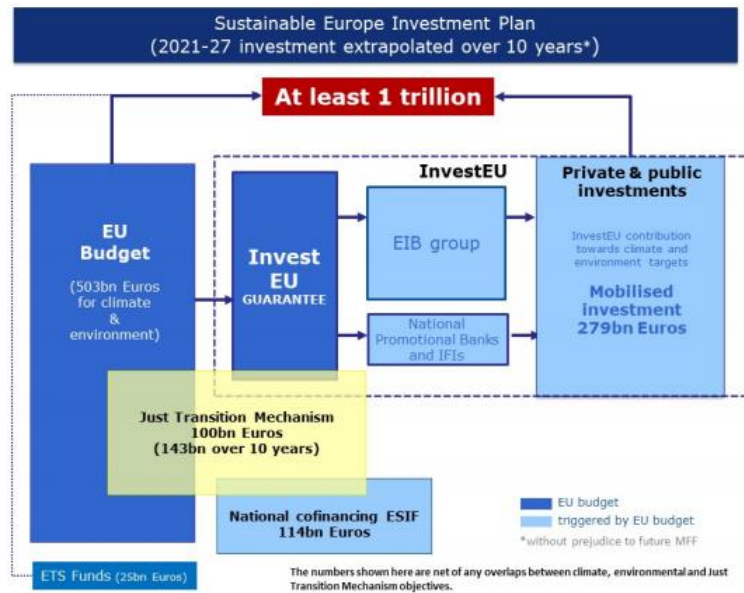 Sustainable Europe Investment Plan
(2021-27 investment extrapolated over 10 years*)
At least 1 trillion
EU
Budget
(503bn Euros
for climate
&
environment)
InvestEU
Invest
EU
GUARANTEE
EIB group
National
Promotional Banks
and IFIs
Private & public
investments
InvestEU contribution
towards climate and
environment targets
Mobilised
investment
279bn Euros
Just Transition Mechanism
100bn Euros
(143bn over 10 years)
National cofinancing ESIF
114bn Euros
EU budget
triggered by EU budget
*without prejudice to future MFF
ETS Funds (25bn Euros)
The numbers shown here are net of any overlaps between climate, environmental and Just
Transition Mechanism objectives.